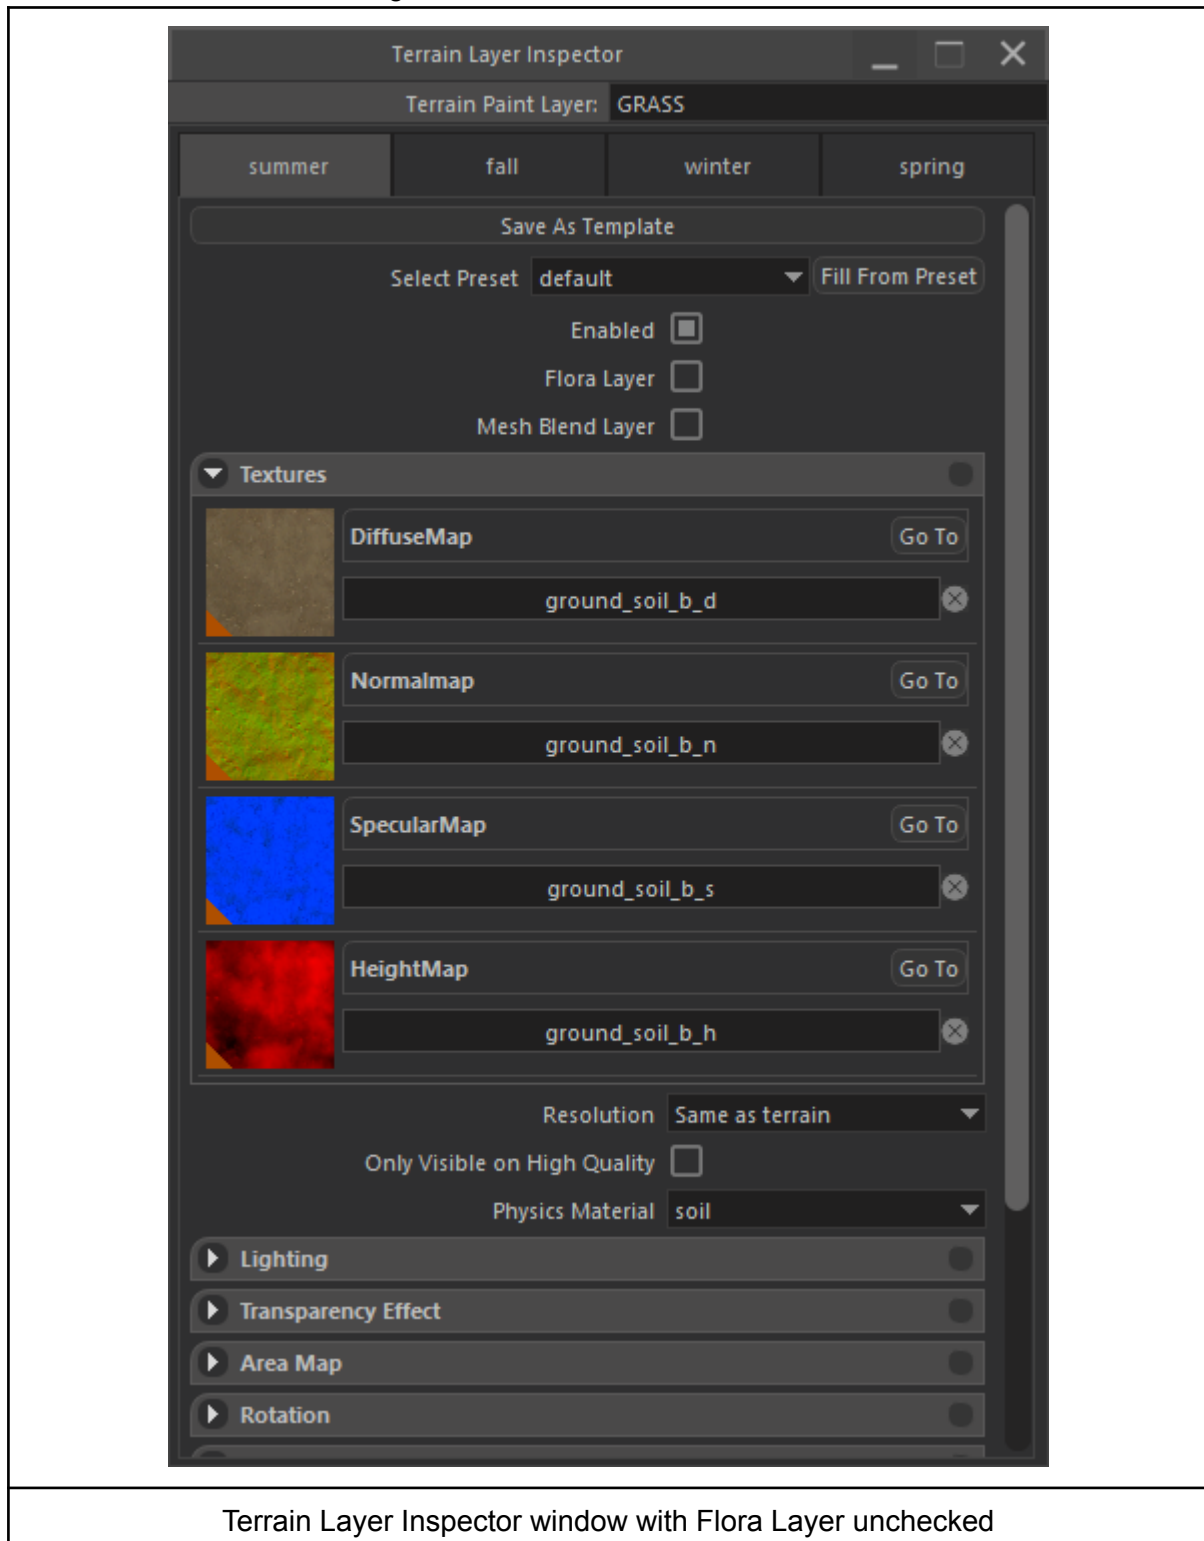 Terrain Layer Inspector
Terrain Paint Layer: GRASS
summer fall winter spring
Save As Template
Select Preset default Fill From Preset
Enabled
Flora Layer
Mesh Blend Layer
Textures
DiffuseMap Go To
ground_soil_b_d
Normalmap Go To
ground_soil_b_n
SpecularMap Go To
ground_soil_b_s
HeightMap Go To
ground_soil_b_h
Resolution Same as terrain
Only Visible on High Quality
Physics Material soil
Lighting
Transparency Effect
Area Map
Rotation
Terrain Layer Inspector window with Flora Layer unchecked